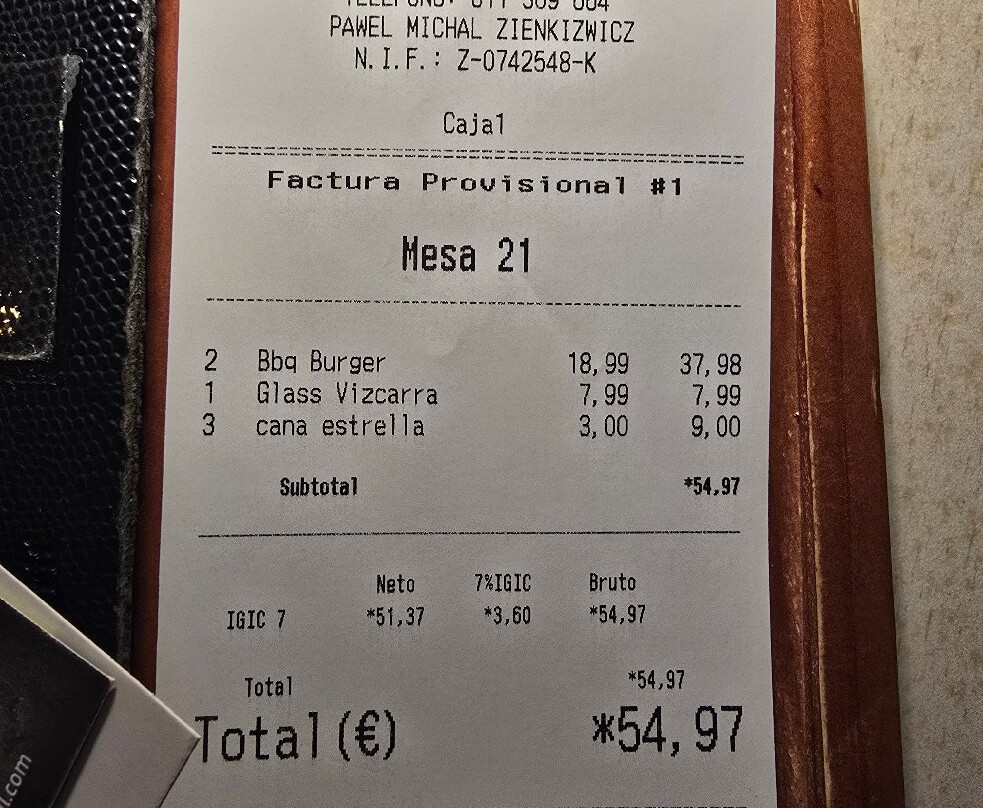 PAWEL MICHAL ZIENKIZWICZ
N.I.F.: Z-0742548-K
Caja1
Factura Provisional #1
Mesa 21
2 Bbq Burger 18,99 37,98
1 Glass Vizcarra 7,99 7,99
3 cana estrella 3,00 9,00
Subtotal *54,97
Neto 7%IGIC Bruto
IGIC 7 *51,37 *3,60 *54,97
Total *54,97
Total(€) *54,97
l.com